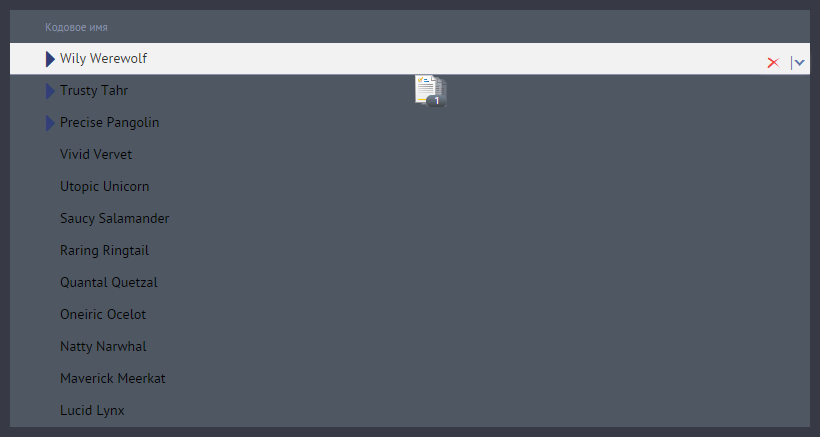 Кодовое имя
Wily Werewolf
Trusty Tahr
1
Precise Pangolin
Vivid Vervet
Utopic Unicorn
Saucy Salamander
Raring Ringtail
Quantal Quetzal
Oneiric Ocelot
Natty Narwhal
Maverick Meerkat
Lucid Lynx